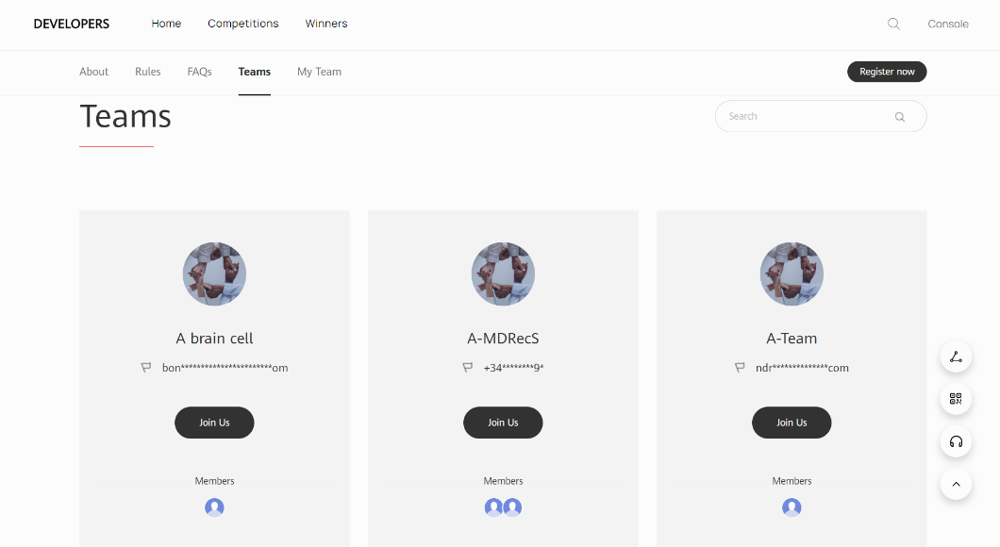 DEVELOPERS Home Competitions Winners Console
About Rules FAQs Teams My Team Register now
Teams
Search
A brain cell A-MDRecS A-Team
bon***********************om +34********9* ndr**************com
Join Us Join Us Join Us
Members Members Members